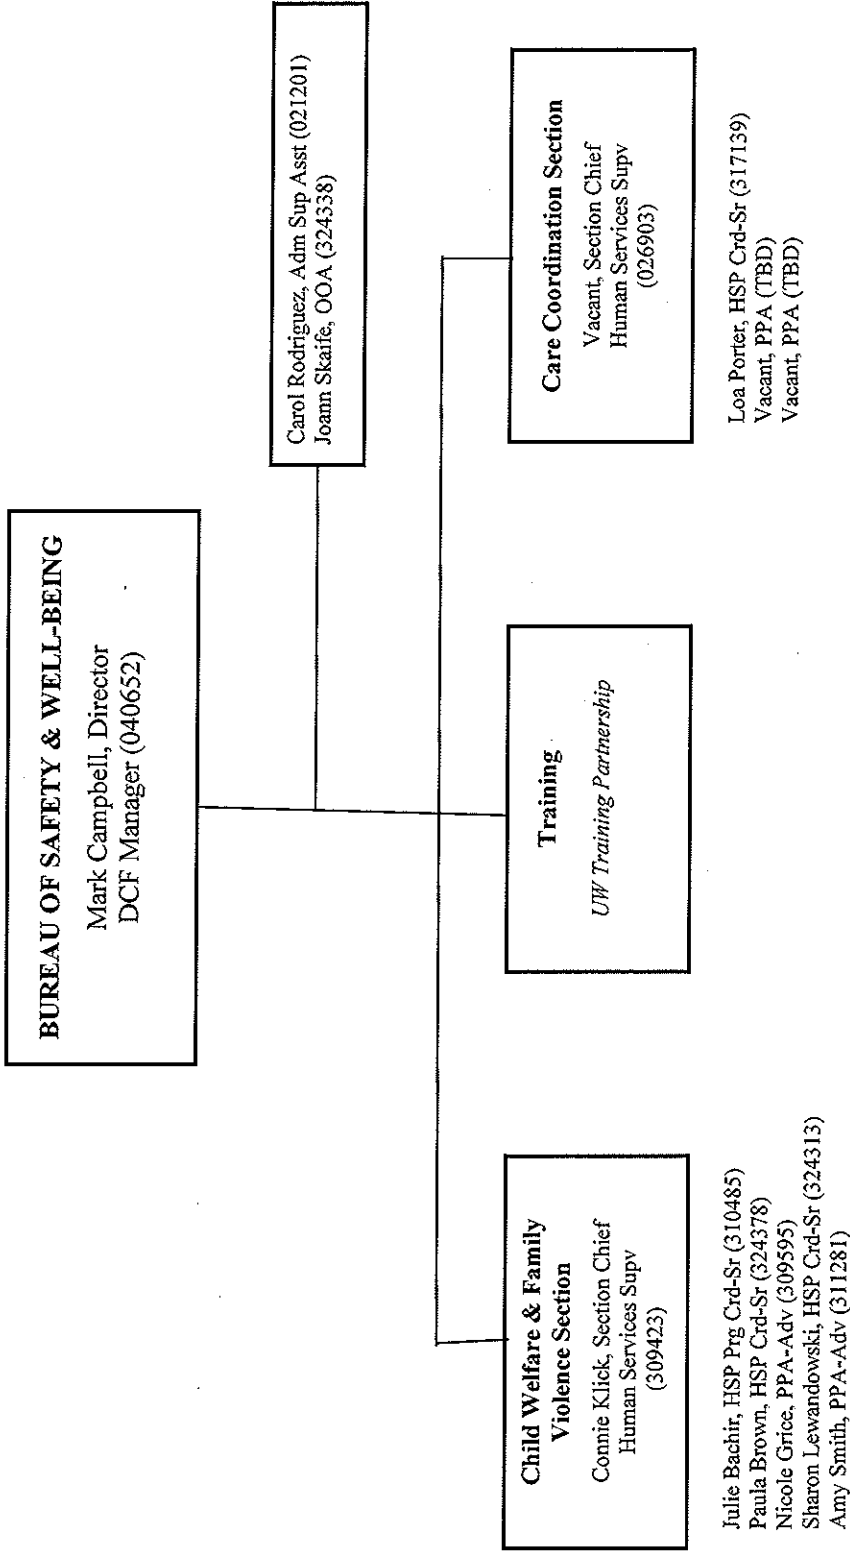 BUREAU OF SAFETY & WELL-BEING
Mark Campbell, Director
DCF Manager (040652)
Carol Rodriguez, Adm Sup Asst (021201)
Joann Skaife, OOA (324338)
Child Welfare & Family
Violence Section
Connie Klick, Section Chief
Human Services Supv
(309423)
Julie Bachir, HSP Prg Crd-Sr (310485)
Paula Brown, HSP Crd-Sr (324378)
Nicole Grice, PPA-Adv (309595)
Sharon Lewandowski, HSP Crd-Sr (324313)
Amy Smith, PPA-Adv (311281)
Training
UW Training Partnership
Care Coordination Section
Vacant, Section Chief
Human Services Supv
(026903)
Loa Porter, HSP Crd-Sr (317139)
Vacant, PPA (TBD)
Vacant, PPA (TBD)